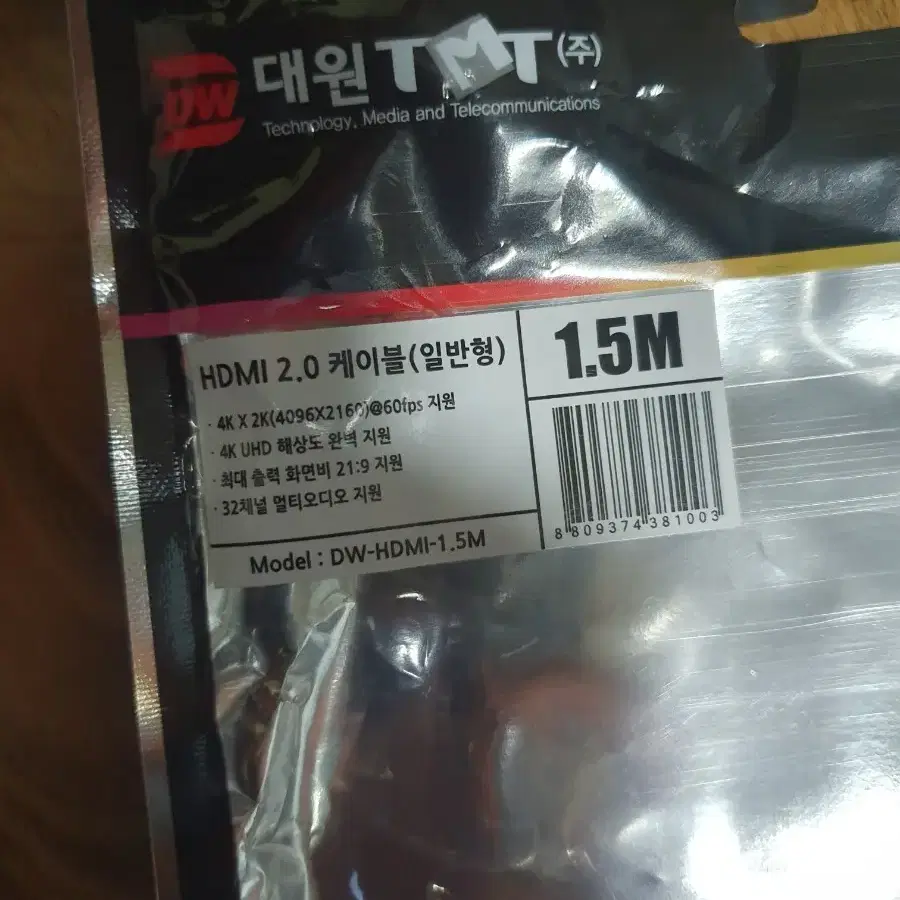 DW 대원TMT(주)
Technology, Media and Telecommunications
HDMI 2.0 케이블(일반형)
· 4K X 2K(4096X2160)@60fps 지원
· 4K UHD 해상도 완벽 지원
· 최대 출력 화면비 21:9 지원
· 32채널 멀티오디오 지원
Model : DW-HDMI-1.5M
1.5M
8 809374 381003